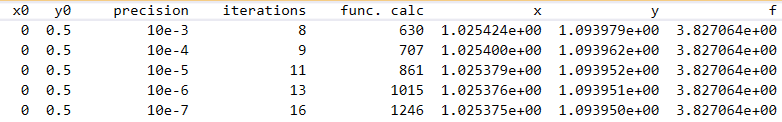 x0 y0 precision iterations func. calc x y f
0 0.5 10e-3 8 630 1.025424e+00 1.093979e+00 3.827064e+00
0 0.5 10e-4 9 707 1.025400e+00 1.093962e+00 3.827064e+00
0 0.5 10e-5 11 861 1.025379e+00 1.093952e+00 3.827064e+00
0 0.5 10e-6 13 1015 1.025376e+00 1.093951e+00 3.827064e+00
0 0.5 10e-7 16 1246 1.025375e+00 1.093950e+00 3.827064e+00